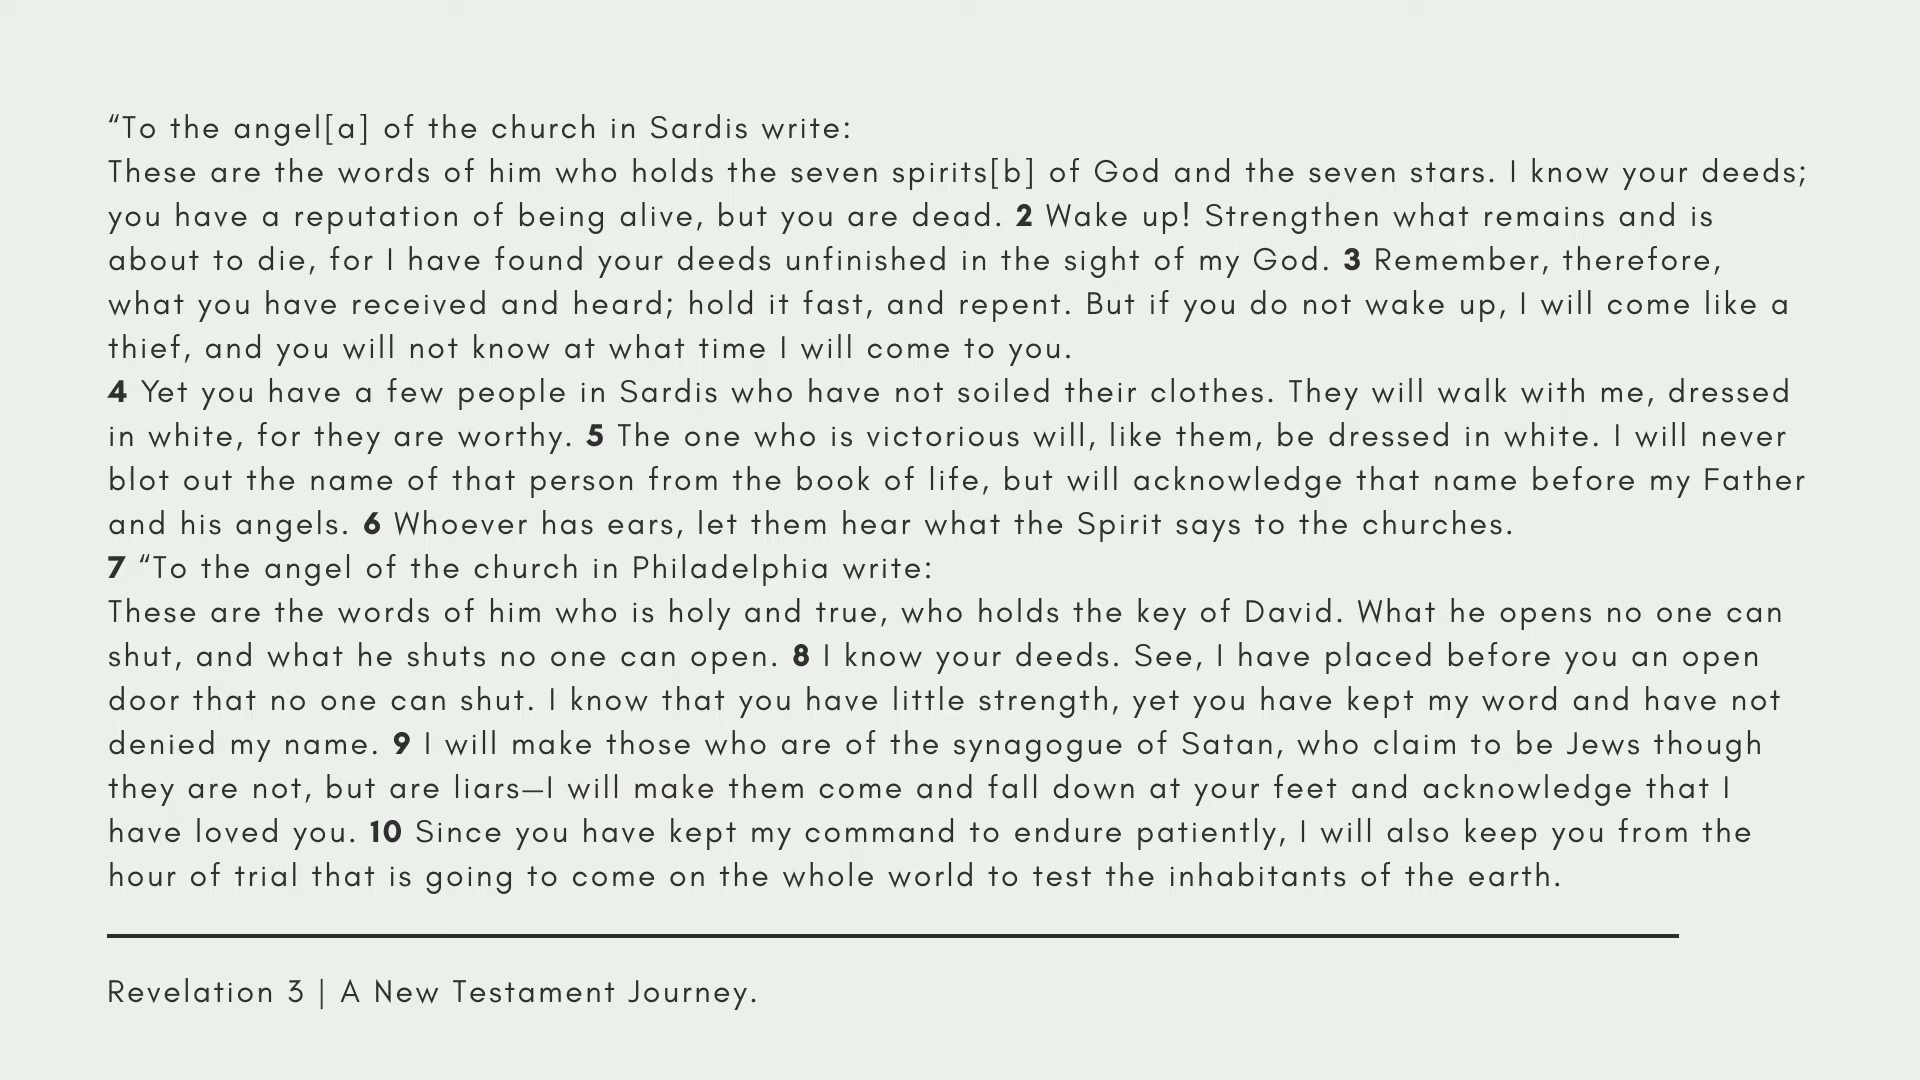 “To the angel[a] of the church in Sardis write:
These are the words of him who holds the seven spirits[b] of God and the seven stars. I know your deeds;
you have a reputation of being alive, but you are dead. 2 Wake up! Strengthen what remains and is
about to die, for I have found your deeds unfinished in the sight of my God. 3 Remember, therefore,
what you have received and heard; hold it fast, and repent. But if you do not wake up, I will come like a
thief, and you will not know at what time I will come to you.
4 Yet you have a few people in Sardis who have not soiled their clothes. They will walk with me, dressed
in white, for they are worthy. 5 The one who is victorious will, like them, be dressed in white. I will never
blot out the name of that person from the book of life, but will acknowledge that name before my Father
and his angels. 6 Whoever has ears, let them hear what the Spirit says to the churches.
7 “To the angel of the church in Philadelphia write:
These are the words of him who is holy and true, who holds the key of David. What he opens no one can
shut, and what he shuts no one can open. 8 I know your deeds. See, I have placed before you an open
door that no one can shut. I know that you have little strength, yet you have kept my word and have not
denied my name. 9 I will make those who are of the synagogue of Satan, who claim to be Jews though
they are not, but are liars—I will make them come and fall down at your feet and acknowledge that I
have loved you. 10 Since you have kept my command to endure patiently, I will also keep you from the
hour of trial that is going to come on the whole world to test the inhabitants of the earth.
Revelation 3 | A New Testament Journey.